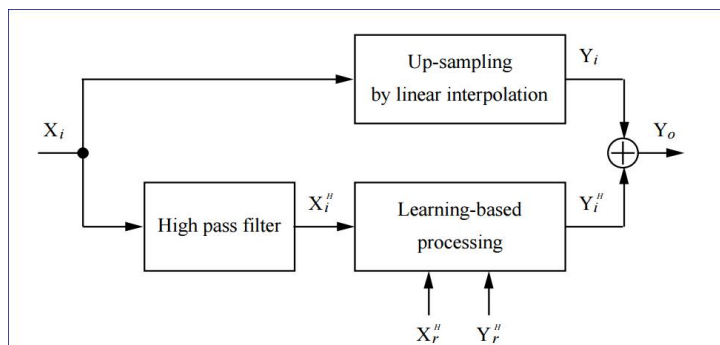 Up-sampling
by linear interpolation
Y_i
X_i
Y_o
High pass filter
X_i^H
Learning-based
processing
Y_i^H
X_r^H
Y_r^H